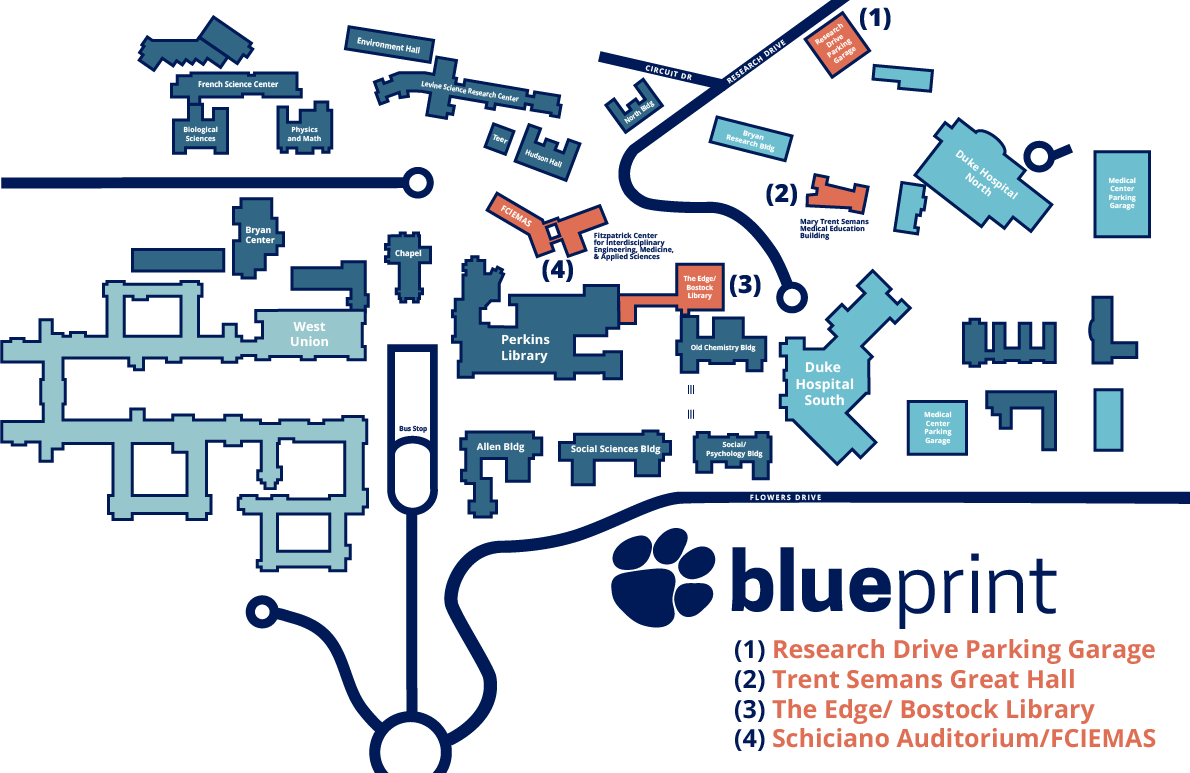 (1)
Research
Drive
Parking
Garage
Environment Hall
CIRCUIT DR
RESEARCH DRIVE
French Science Center
Levine Science Research Center
North Bldg
Biological
Sciences
Physics
and Math
Teer
Hudson Hall
Bryan
Research Bldg
Duke Hospital
North
Medical
Center
Parking
Garage
(2)
Mary Trent Semans
Medical Education
Building
FCIEMAS
Fitzpatrick Center
for Interdisciplinary
Engineering, Medicine,
& Applied Sciences
(4)
Bryan
Center
Chapel
The Edge/
Bostock
Library
(3)
West
Union
Perkins
Library
Old Chemistry Bldg
Duke
Hospital
South
Medical
Center
Parking
Garage
Bus Stop
Allen Bldg
Social Sciences Bldg
Social/
Psychology Bldg
FLOWERS DRIVE
blueprint
(1) Research Drive Parking Garage
(2) Trent Semans Great Hall
(3) The Edge/ Bostock Library
(4) Schiciano Auditorium/FCIEMAS